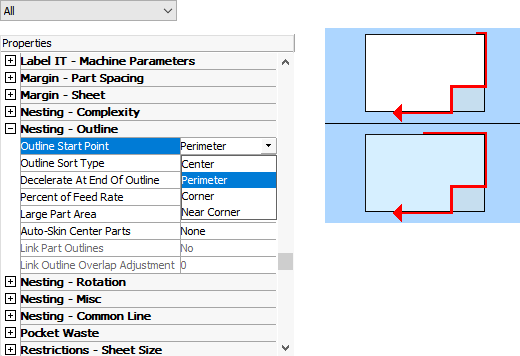 All
Properties
Label IT - Machine Parameters
Margin - Part Spacing
Margin - Sheet
Nesting - Complexity
Nesting - Outline
Outline Start Point Perimeter
Outline Sort Type Center
Decelerate At End Of Outline Perimeter
Percent of Feed Rate Corner
Large Part Area Near Corner
Auto-Skin Center Parts None
Link Part Outlines No
Link Outline Overlap Adjustment 0
Nesting - Rotation
Nesting - Misc
Nesting - Common Line
Pocket Waste
Restrictions - Sheet Size